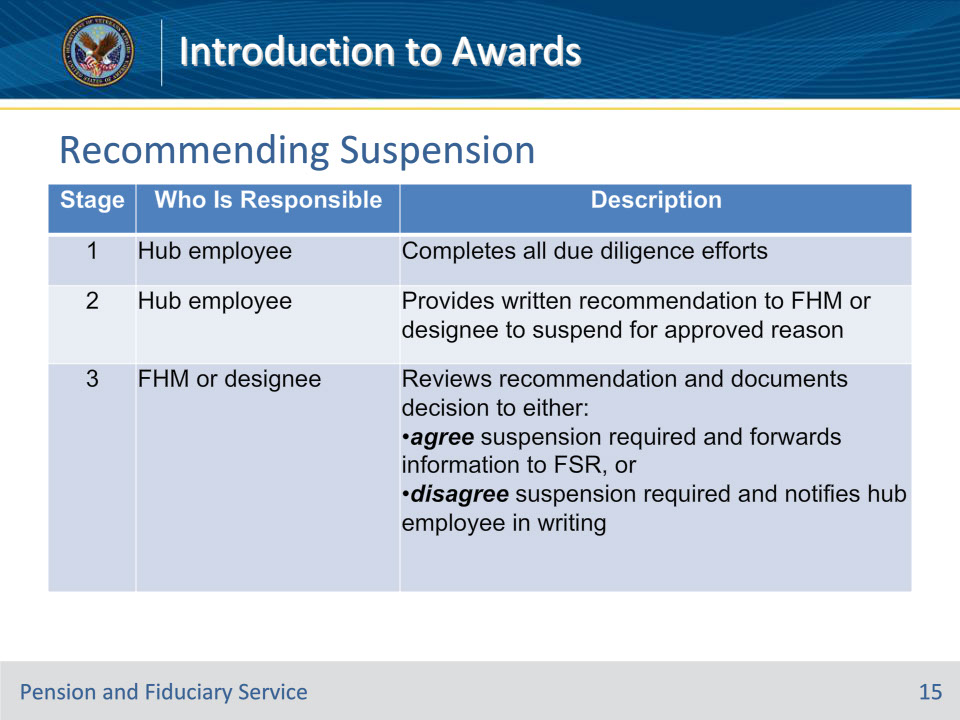 Introduction to Awards
Recommending Suspension
Stage Who Is Responsible Description
1 Hub employee Completes all due diligence efforts
2 Hub employee Provides written recommendation to FHM or
designee to suspend for approved reason
3 FHM or designee Reviews recommendation and documents
decision to either:
•agree suspension required and forwards
information to FSR, or
•disagree suspension required and notifies hub
employee in writing
Pension and Fiduciary Service 15